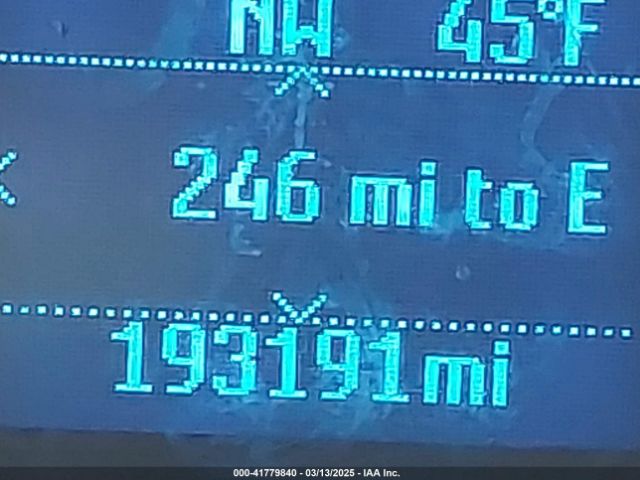 NW 45°F
246 mi to E
193191mi
000-41779840 - 03/13/2025 - IAA Inc.